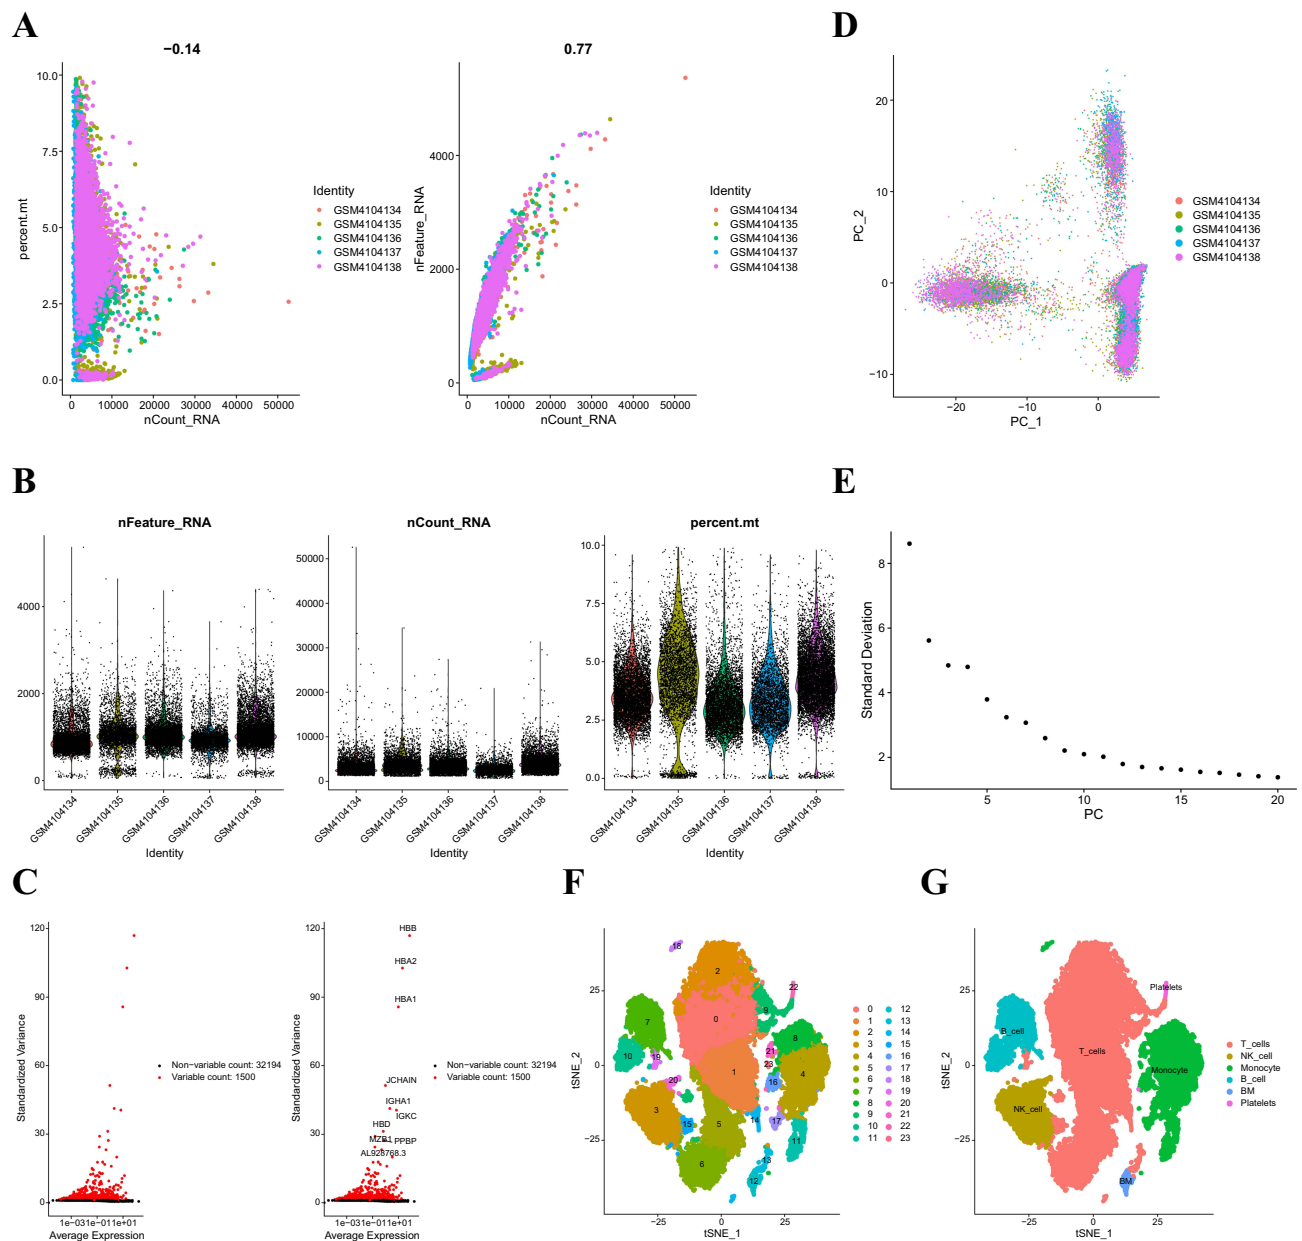 A
−0.14
percent.mt
10.0
7.5
5.0
2.5
0.0
0 10000 20000 30000 40000 50000
nCount_RNA
Identity
GSM4104134
GSM4104135
GSM4104136
GSM4104137
GSM4104138
0.77
nFeature_RNA
4000
2000
0
0 10000 20000 30000 40000 50000
nCount_RNA
Identity
GSM4104134
GSM4104135
GSM4104136
GSM4104137
GSM4104138
D
PC_2
20
10
0
−10
−20 −10 0
PC_1
GSM4104134
GSM4104135
GSM4104136
GSM4104137
GSM4104138
B
nFeature_RNA
4000
2000
0
GSM4104134 GSM4104135 GSM4104136 GSM4104137 GSM4104138
Identity
nCount_RNA
50000
40000
30000
20000
10000
0
GSM4104134 GSM4104135 GSM4104136 GSM4104137 GSM4104138
Identity
percent.mt
10.0
7.5
5.0
2.5
0.0
GSM4104134 GSM4104135 GSM4104136 GSM4104137 GSM4104138
Identity
E
Standard Deviation
8
6
4
2
5 10 15 20
PC
C
Standardized Variance
120
90
60
30
0
1e-031e-011e+01
Average Expression
Non-variable count: 32194
Variable count: 1500
Standardized Variance
120
90
60
30
0
HBB
HBA2
HBA1
JCHAIN
IGHA1
IGKC
HBD
MZB1
PPBP
AL928768.3
1e-031e-011e+01
Average Expression
Non-variable count: 32194
Variable count: 1500
F
tSNE_2
25
0
−25
18
2
22
9
7
0
8
10
19
21
23
1
4
20
16
3
15
5
14
17
11
6
13
12
−25 0 25
tSNE_1
0 12
1 13
2 14
3 15
4 16
5 17
6 18
7 19
8 20
9 21
10 22
11 23
G
tSNE_2
25
0
−25
Platelets
B_cell
T_cells
Monocyte
NK_cell
BM
−25 0 25
tSNE_1
T_cells
NK_cell
Monocyte
B_cell
BM
Platelets